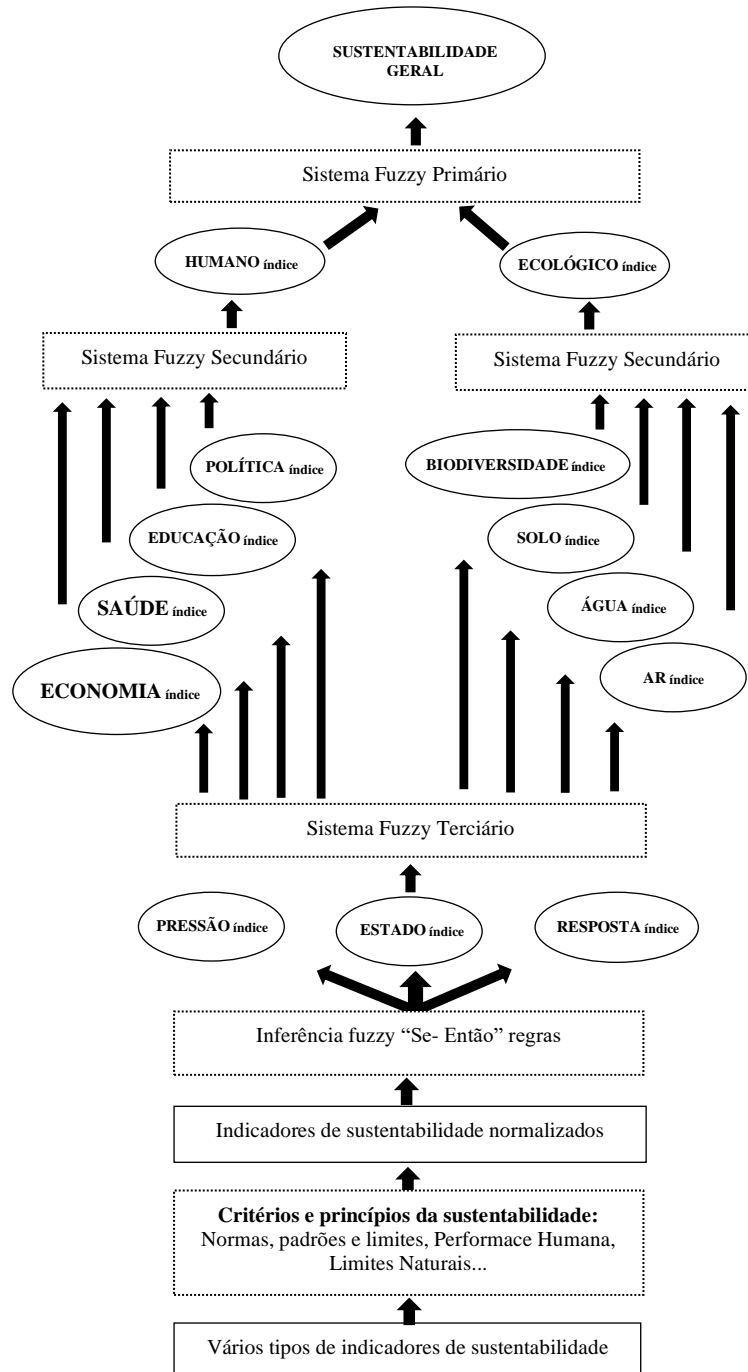 SUSTENTABILIDADE
GERAL
Sistema Fuzzy Primário
HUMANO índice
ECOLÓGICO índice
Sistema Fuzzy Secundário
Sistema Fuzzy Secundário
POLÍTICA índice
BIODIVERSIDADE índice
EDUCAÇÃO índice
SOLO índice
SAÚDE índice
ÁGUA índice
ECONOMIA índice
AR índice
Sistema Fuzzy Terciário
PRESSÃO índice
ESTADO índice
RESPOSTA índice
Inferência fuzzy “Se- Então” regras
Indicadores de sustentabilidade normalizados
Critérios e princípios da sustentabilidade:
Normas, padrões e limites, Performace Humana,
Limites Naturais...
Vários tipos de indicadores de sustentabilidade